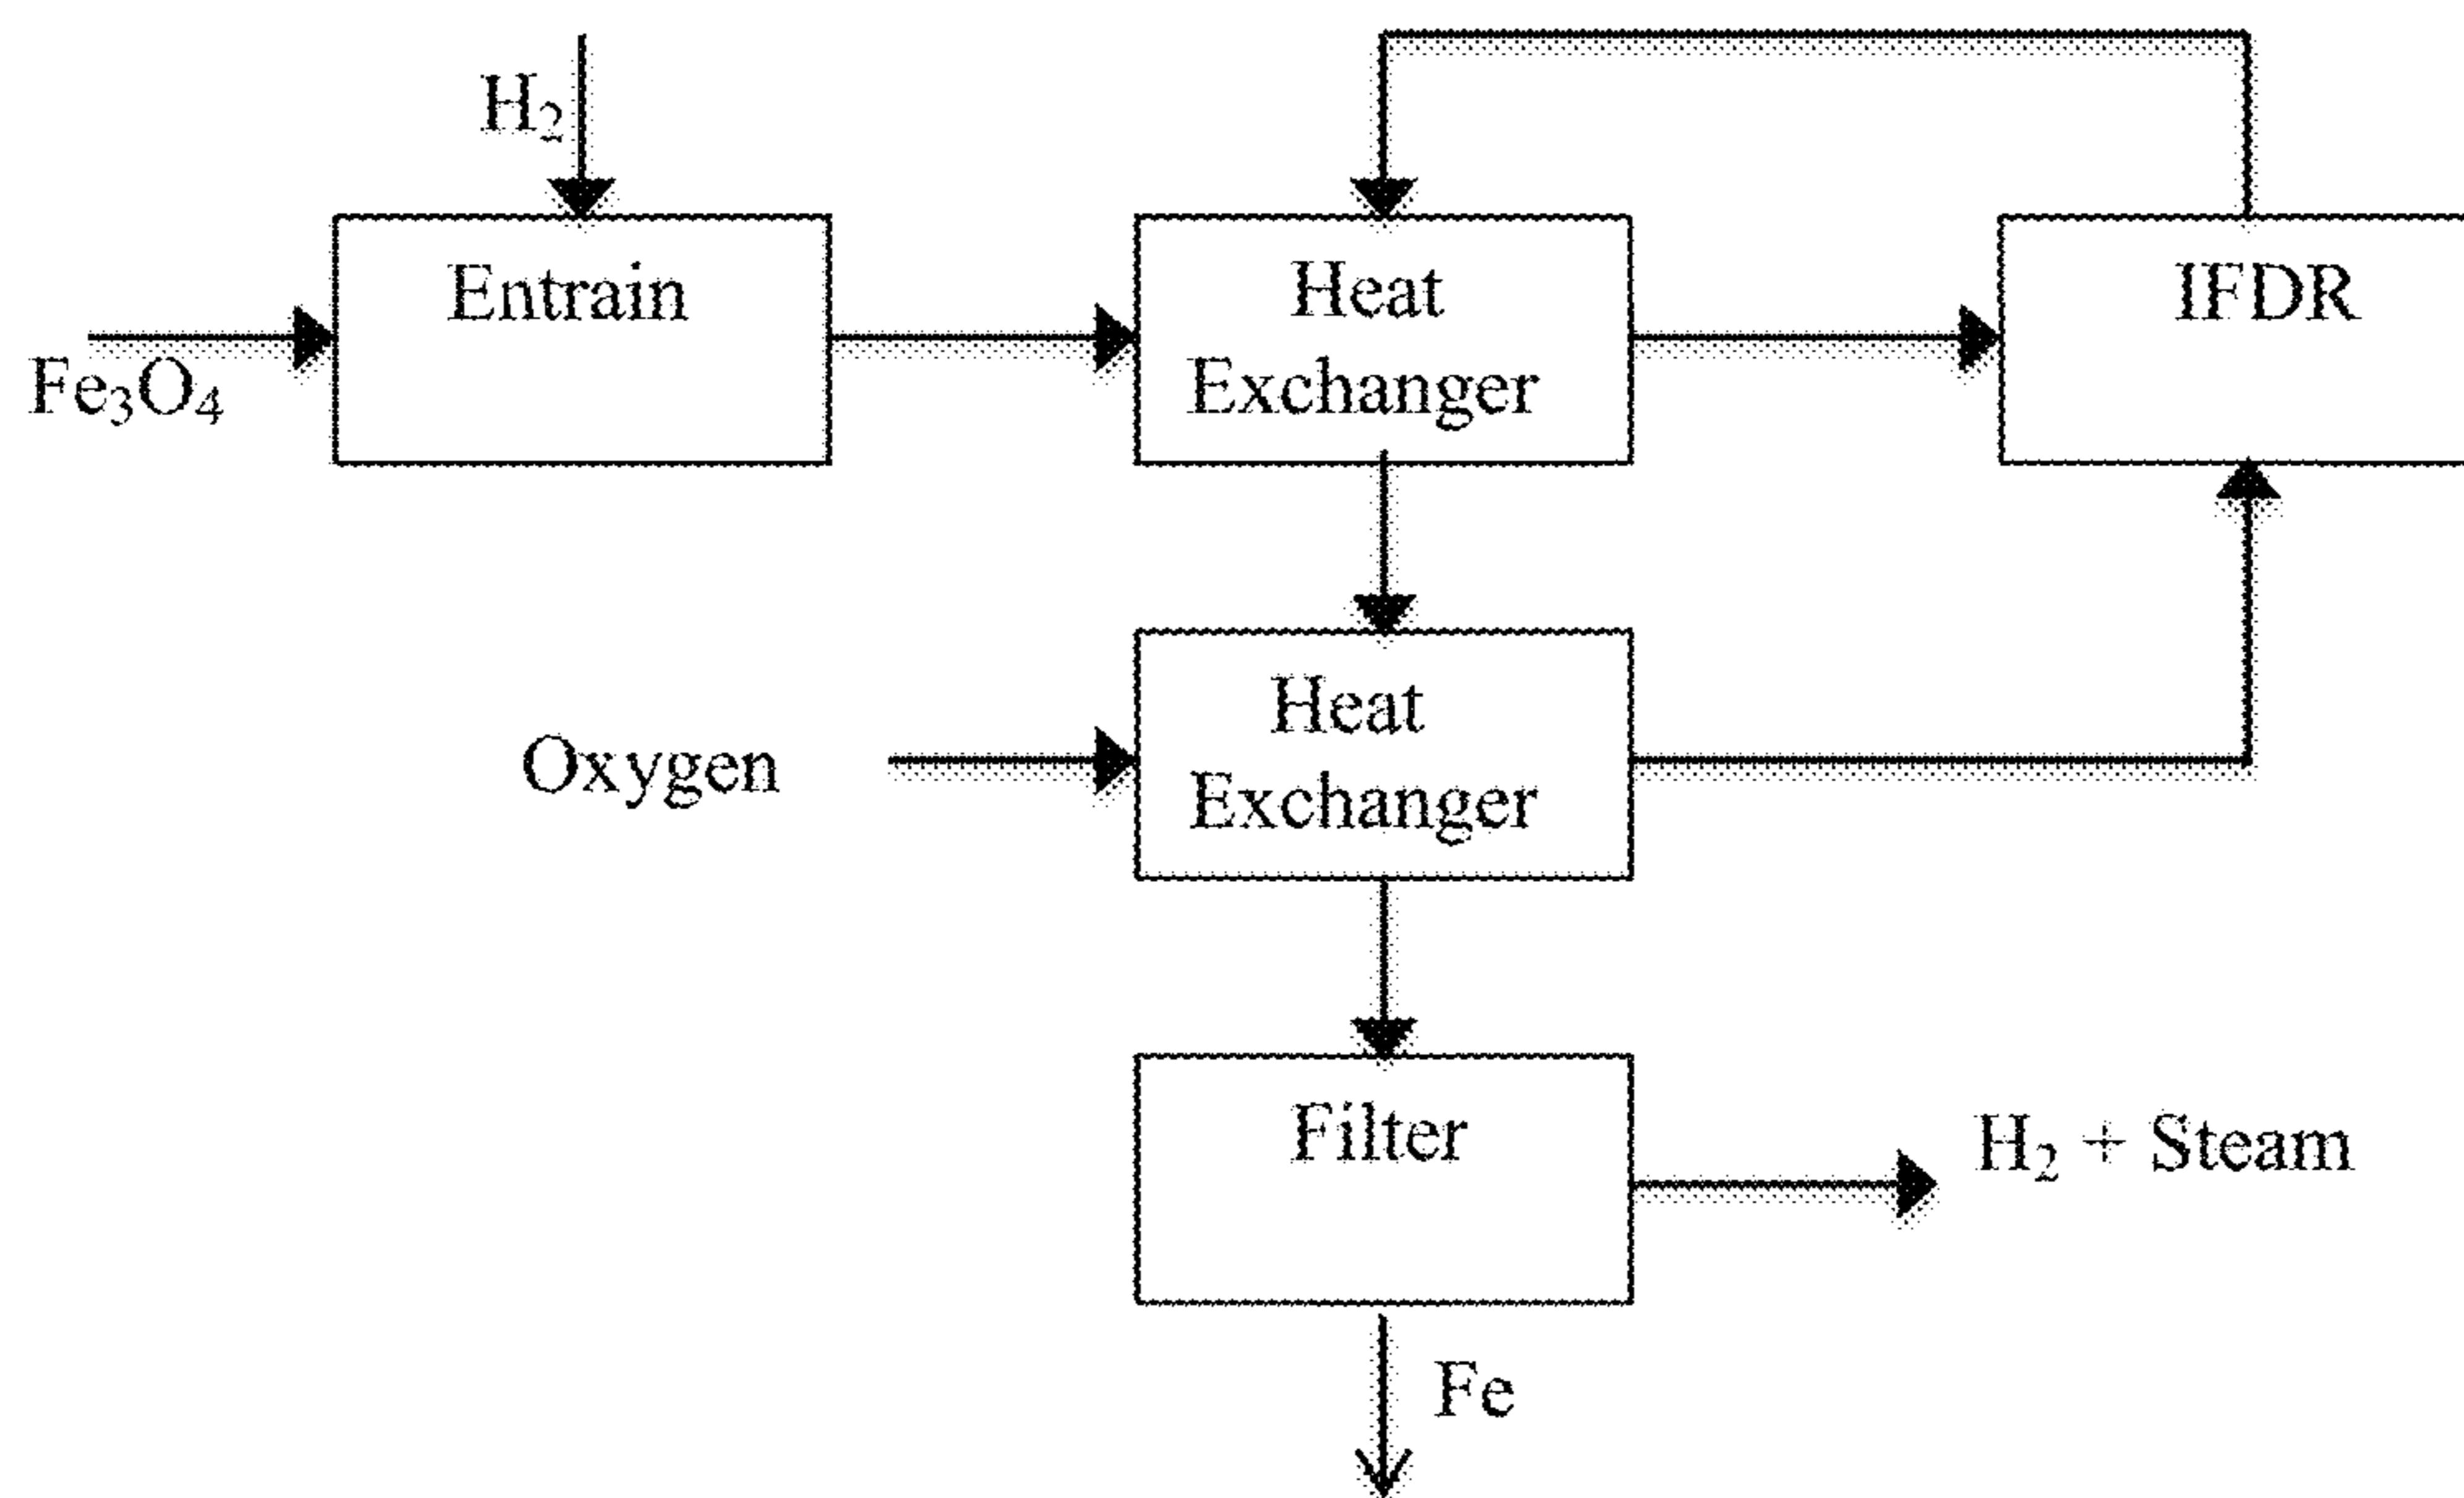 H₂
Entrain
Heat
Exchanger
IFDR
Fe₃O₄
Oxygen
Heat
Exchanger
Filter
H₂ + Steam
Fe